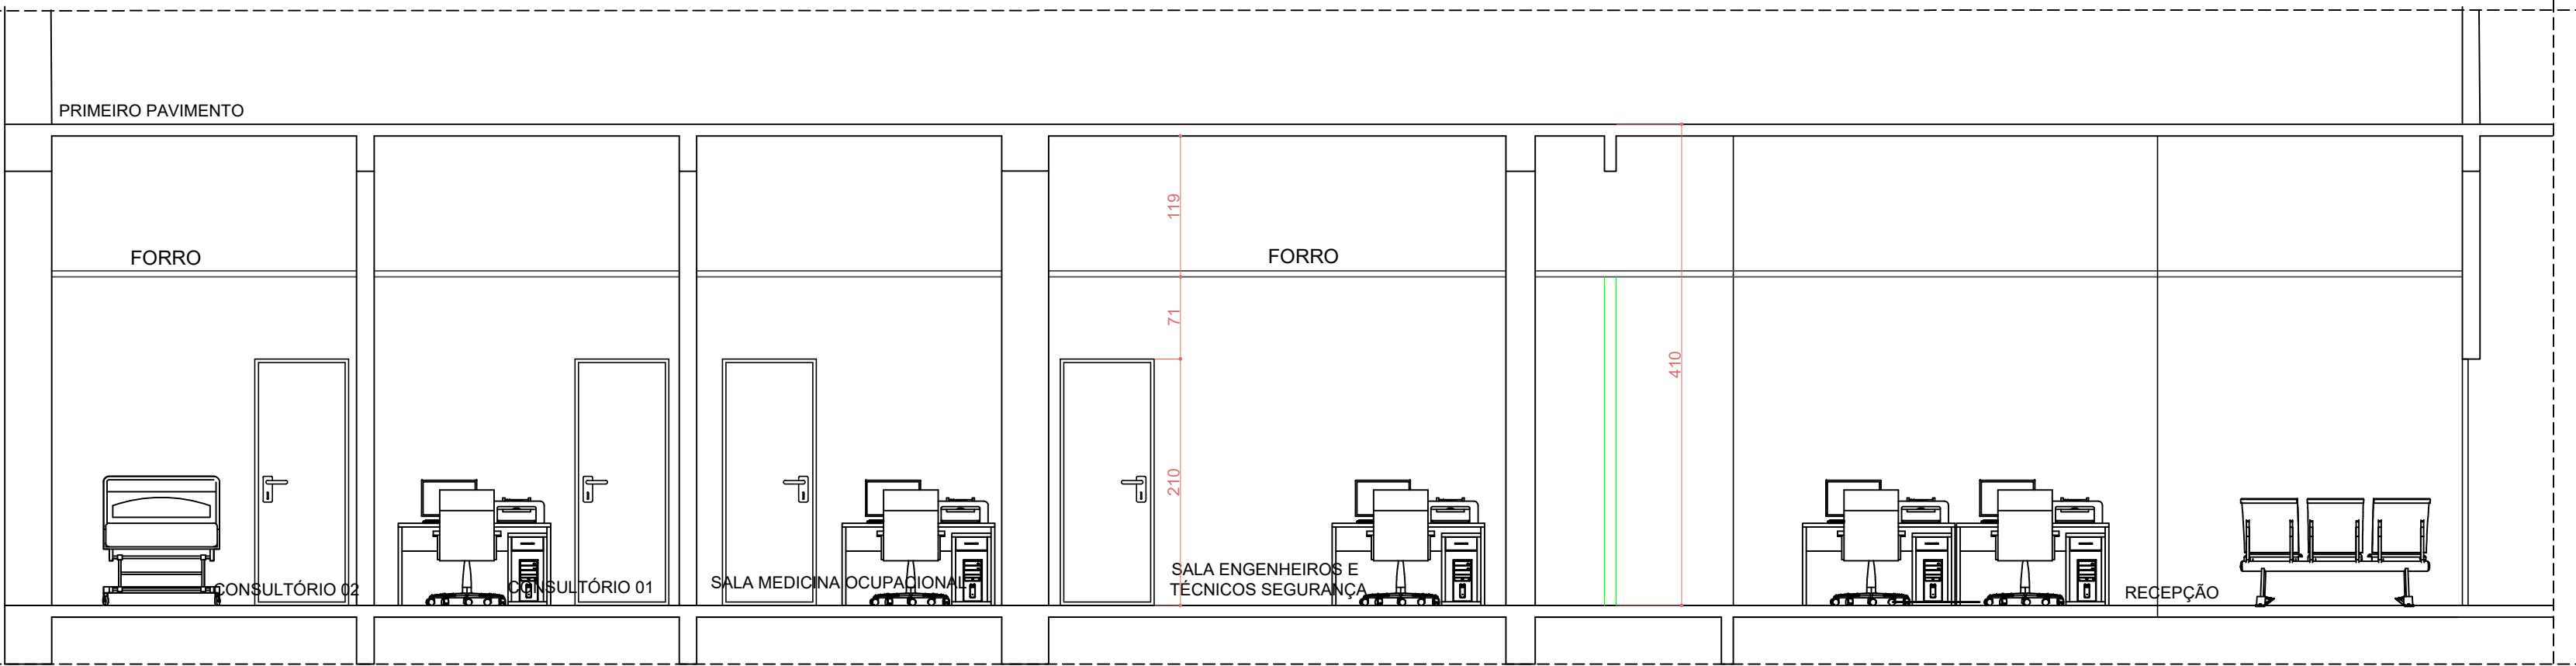 PRIMEIRO PAVIMENTO
119
FORRO
FORRO
71
410
210
CONSULTÓRIO 02
CONSULTÓRIO 01
SALA MEDICINA OCUPACIONAL
SALA ENGENHEIROS E
TÉCNICOS SEGURANÇA
RECEPÇÃO